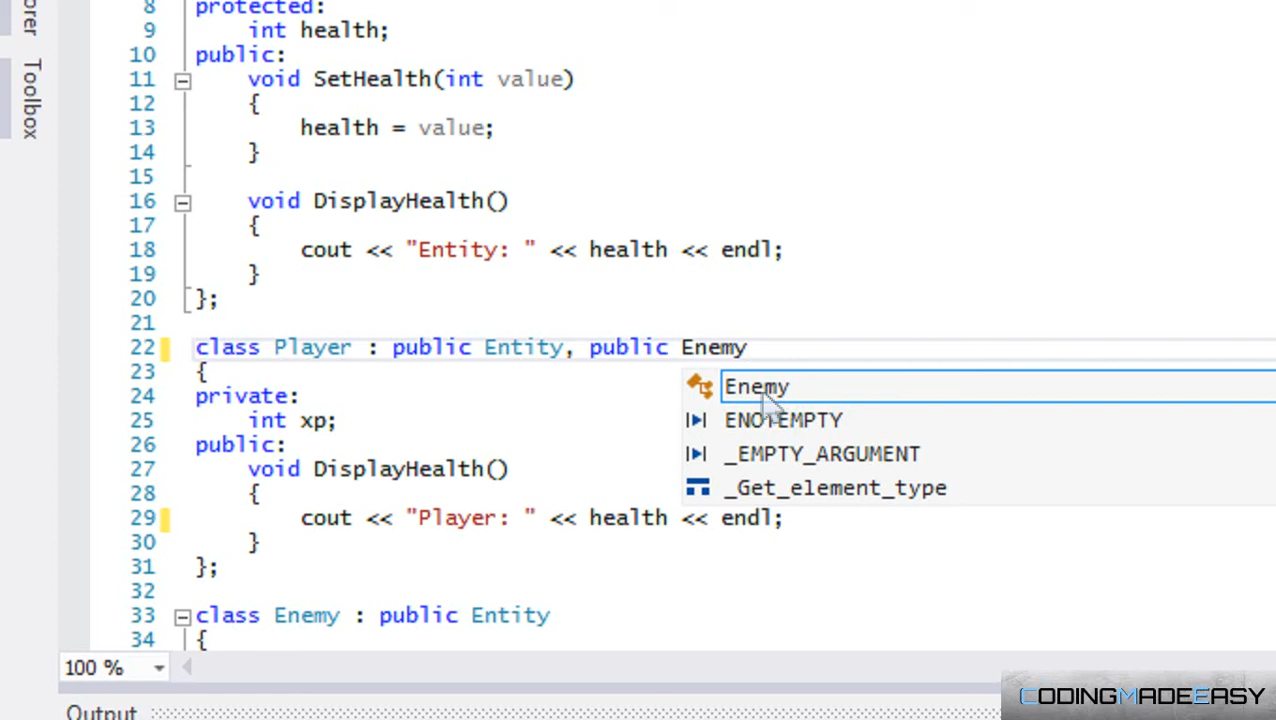 orer
Toolbox
8 protected:
9 int health;
10 public:
11 void SetHealth(int value)
12 {
13 health = value;
14 }
15
16 void DisplayHealth()
17 {
18 cout << "Entity: " << health << endl;
19 }
20 };
21
22 class Player : public Entity, public Enemy
23 {
24 private:
25 int xp;
26 public:
27 void DisplayHealth()
28 {
29 cout << "Player: " << health << endl;
30 }
31 };
32
33 class Enemy : public Entity
34 {
Enemy
ENOTEMPTY
_EMPTY_ARGUMENT
_Get_element_type
100 %
Output
CODINGMADEEASY